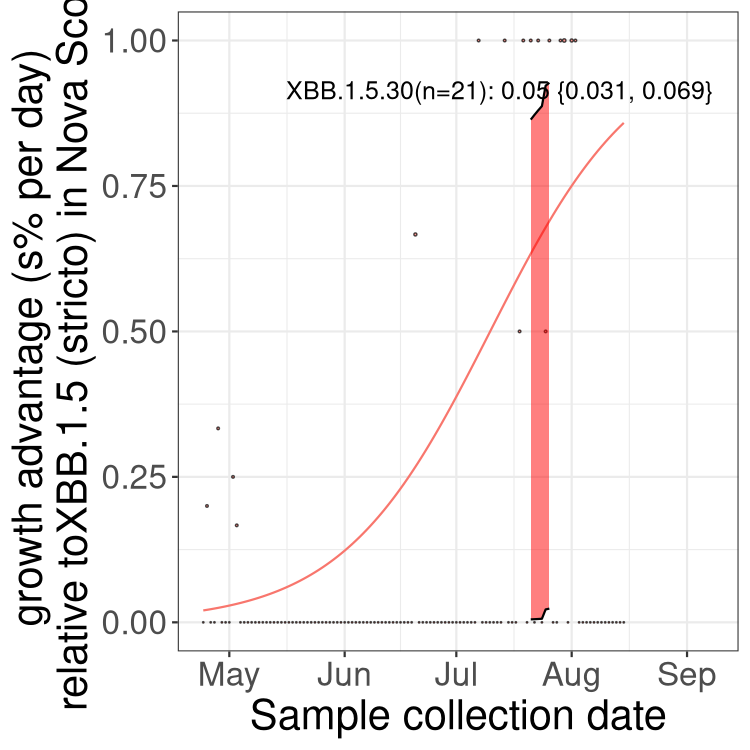 growth advantage (s% per day)
relative toXBB.1.5 (stricto) in Nova Sco
1.00
0.75
0.50
0.25
0.00
XBB.1.5.30(n=21): 0.05 {0.031, 0.069}
May Jun Jul Aug Sep
Sample collection date